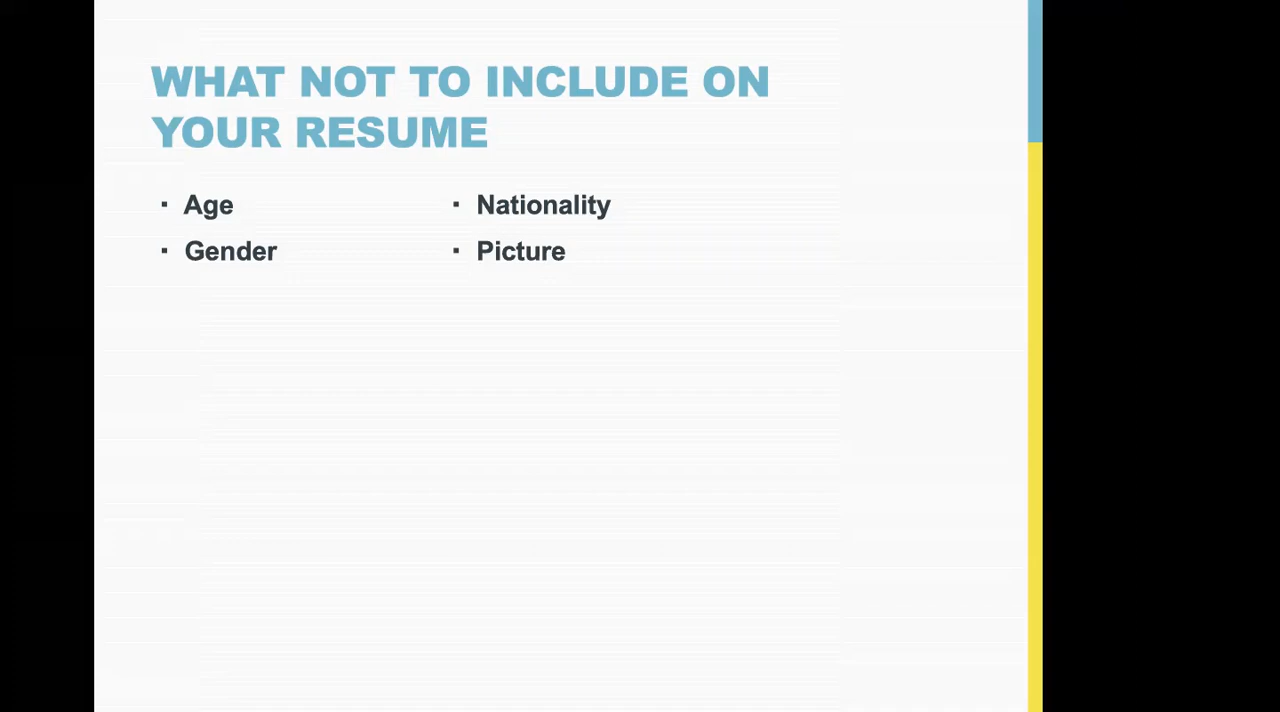 WHAT NOT TO INCLUDE ON
YOUR RESUME
▪ Age
▪ Gender
▪ Nationality
▪ Picture